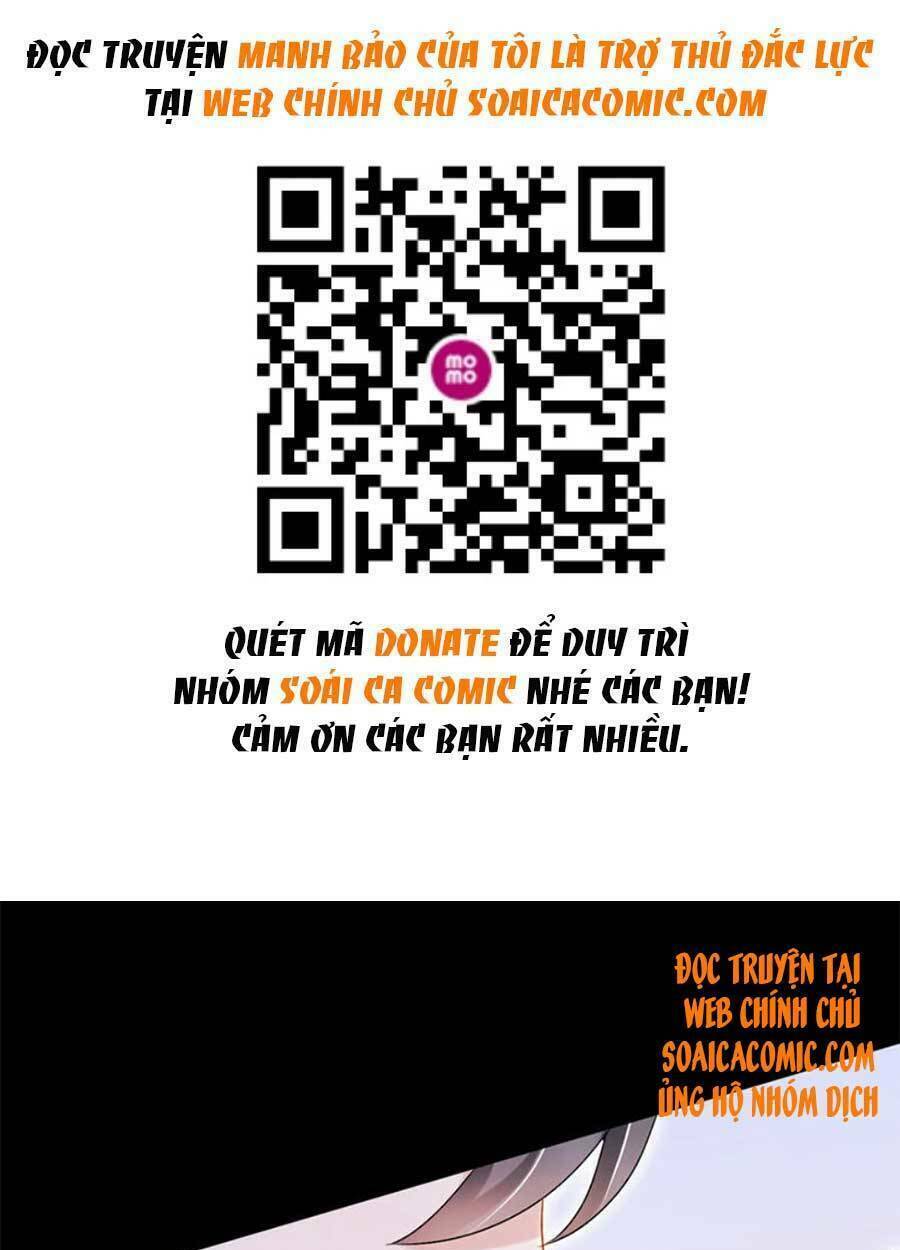 ĐỌC TRUYỆN MANH BẢO CỦA TÔI LÀ TRỢ THỦ ĐẮC LỰC
TẠI WEB CHÍNH CHỦ SOAICACOMIC.COM
mo
mo
QUÉT MÃ DONATE ĐỂ DUY TRÌ
NHÓM SOÁI CA COMIC NHÉ CÁC BẠN!
CẢM ƠN CÁC BẠN RẤT NHIỀU.
ĐỌC TRUYỆN TẠI
WEB CHÍNH CHỦ
SOAICACOMIC.COM
ỦNG HỘ NHÓM DỊCH